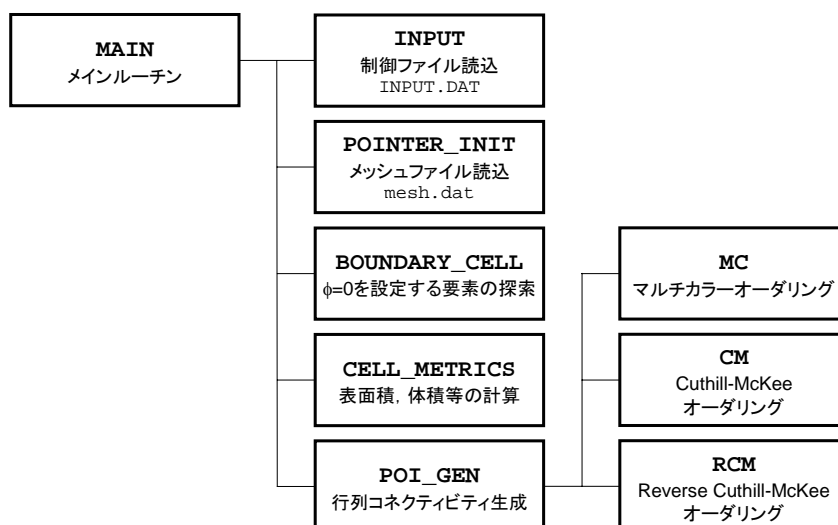 MAIN
メインルーチン
INPUT
制御ファイル読込
INPUT.DAT
POINTER_INIT
メッシュファイル読込
mesh.dat
BOUNDARY_CELL
φ=0を設定する要素の探索
CELL_METRICS
表面積，体積等の計算
POI_GEN
行列コネクティビティ生成
MC
マルチカラーオーダリング
CM
Cuthill-McKee
オーダリング
RCM
Reverse Cuthill-McKee
オーダリング